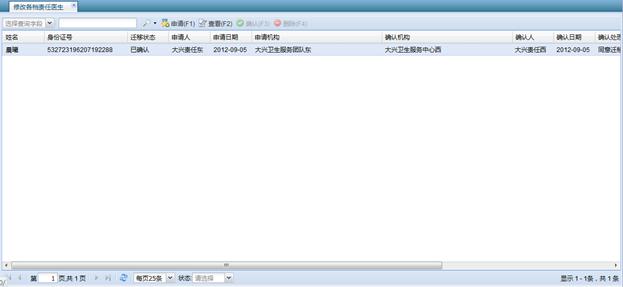 修改各档责任医生
选择查询字段 申请(F1) 查看(F2) 确认(F3) 删除(F4)
姓名 身份证号 迁移状态 申请人 申请日期 申请机构 确认机构 确认人 确认日期 确认处
晨曦 532723196207192288 已确认 大兴责任东 2012-09-05 大兴卫生服务团队东 大兴卫生服务中心西 大兴责任西 2012-09-05 同意迁
第 1 页,共 1 页 每页25条 状态: 请选择 显示 1 - 1条，共 1 条